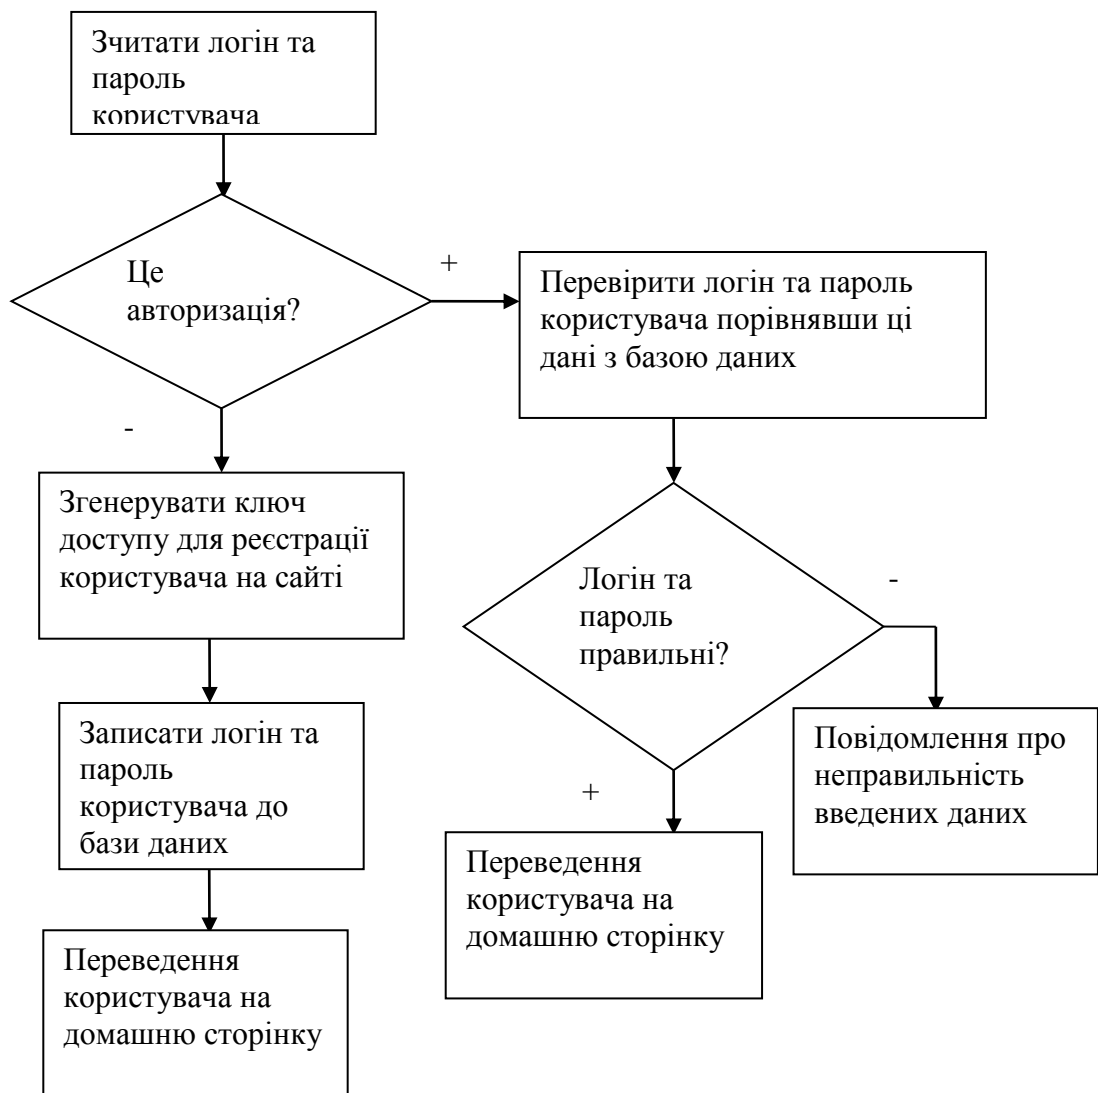 Зчитати логін та
пароль
користувача
Це
авторизація?
+
Перевірити логін та пароль
користувача порівнявши ці
дані з базою даних
-
Згенерувати ключ
доступу для реєстрації
користувача на сайті
Логін та
пароль
правильні?
-
Записати логін та
пароль
користувача до
бази даних
Повідомлення про
неправильність
введених даних
+
Переведення
користувача на
домашню сторінку
Переведення
користувача на
домашню сторінку